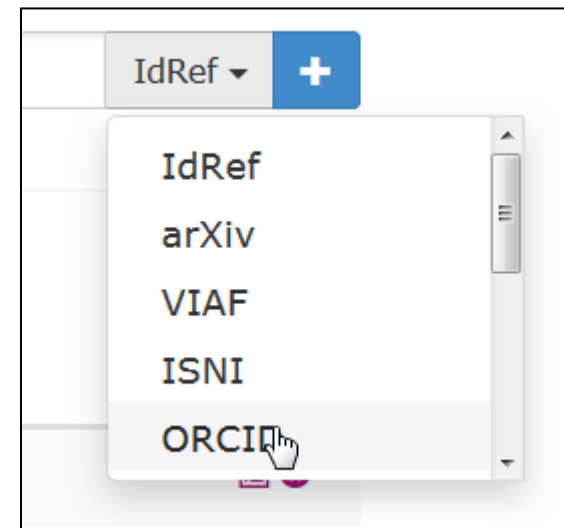 IdRef
IdRef
arXiv
VIAF
ISNI
ORCID